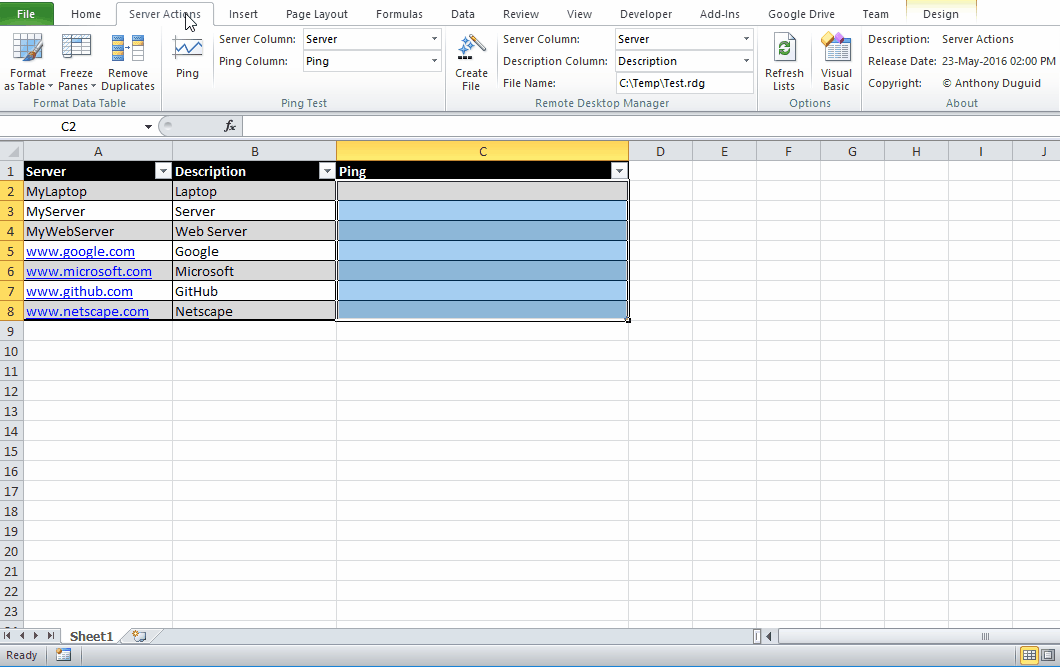 File Home Server Actions Insert Page Layout Formulas Data Review View Developer Add-Ins Google Drive Team Design
Format as Table Freeze Panes Remove Duplicates
Format Data Table
Ping
Server Column: Server
Ping Column: Ping
Ping Test
Create File
Server Column: Server
Description Column: Description
File Name: C:\Temp\Test.rdg
Remote Desktop Manager
Refresh Lists Visual Basic
Options
Description: Server Actions
Release Date: 23-May-2016 02:00 PM
Copyright: © Anthony Duguid
About
C2 fx
A B C D E F G H I J
1 Server Description Ping
2 MyLaptop Laptop
3 MyServer Server
4 MyWebServer Web Server
5 www.google.com Google
6 www.microsoft.com Microsoft
7 www.github.com GitHub
8 www.netscape.com Netscape
9
10
11
12
13
14
15
16
17
18
19
20
21
22
23
Sheet1
Ready